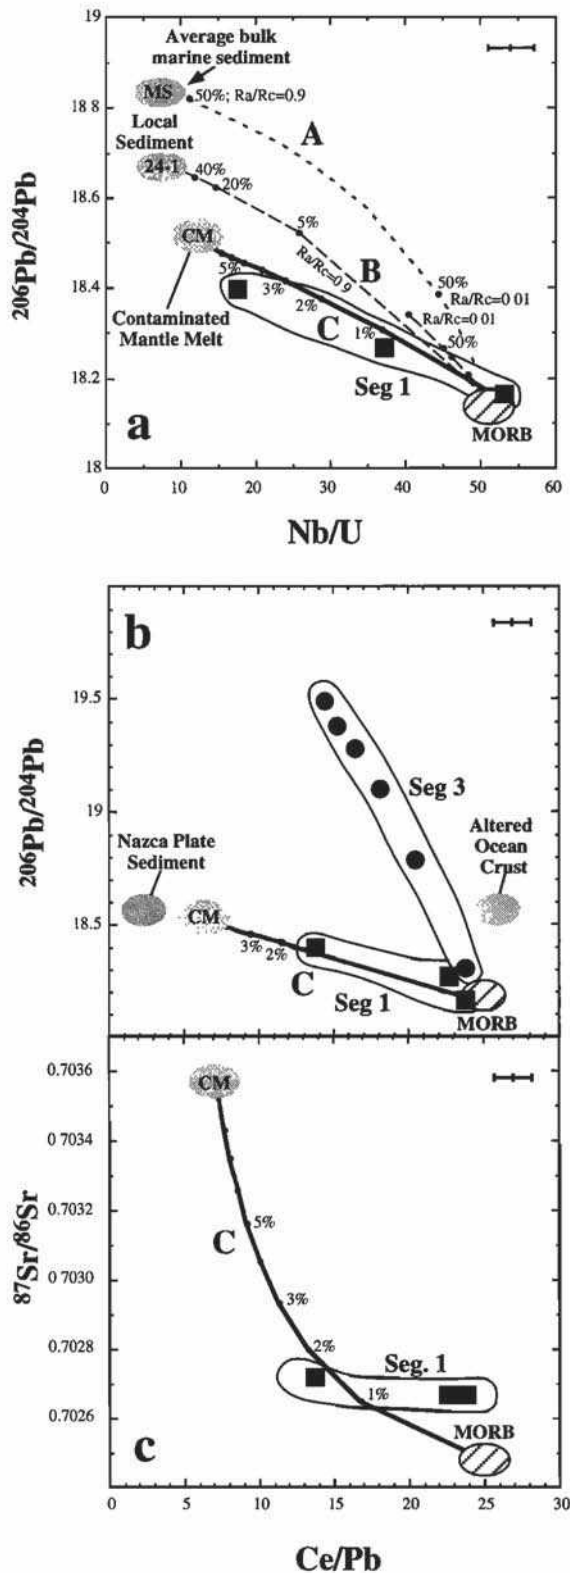 19
Average bulk
marine sediment
MS
50%; Ra/Rc=0.9
18.8
Local
Sediment
A
24-1
40%
20%
18.6
CM
5%
Ra/Rc=0 9
50%
Ra/Rc=0 01
B
206Pb/204Pb
18.4
5%
3%
2%
Ra/Rc=0 01
Contaminated
Mantle Melt
C
1%
50%
18.2
Seg 1
a
MORB
18
0 10 20 30 40 50 60
Nb/U
b
19.5
Seg 3
206Pb/204Pb
19
Nazca Plate
Sediment
Altered
Ocean
Crust
18.5
CM
3%
2%
C
Seg 1
MORB
0 7036
CM
0 7034
87Sr/86Sr
0 7032
C
5%
0 7030
3%
0 7028
2%
Seg. 1
1%
0 7026
MORB
c
0 5 10 15 20 25 30
Ce/Pb